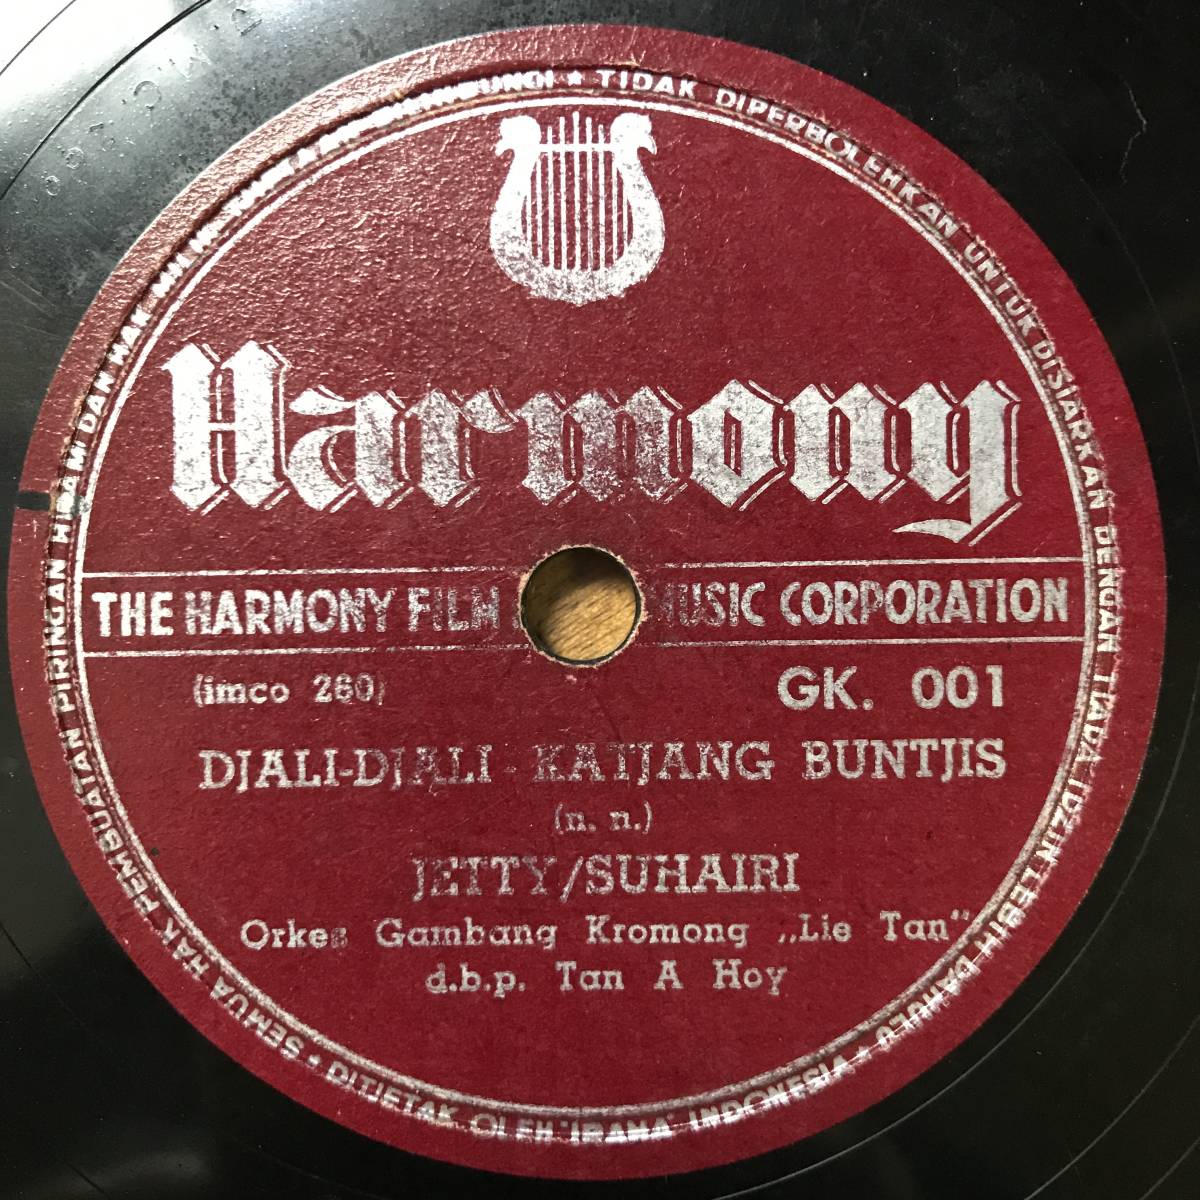 Harmony
THE HARMONY FILM MUSIC CORPORATION
(imco 260)
GK. 001
DJALI-DJALI - KATJANG BUNTJIS
(n. n.)
JETTY/SUHAIRI
Orkes Gambang Kromong „Lie Tan"
d.b.p. Tan A Hoy
★ TIDAK DIPERBOLEHKAN UNTUK DISIARKAN DENGAN TIADA IDZIN LEBIH DAHULU
★ DITJETAK OLEH "IRAMA" INDONESIA ★
SEMUA HAK PEMBUATAN PIRINGAN HITAM DAN HAK MILIK